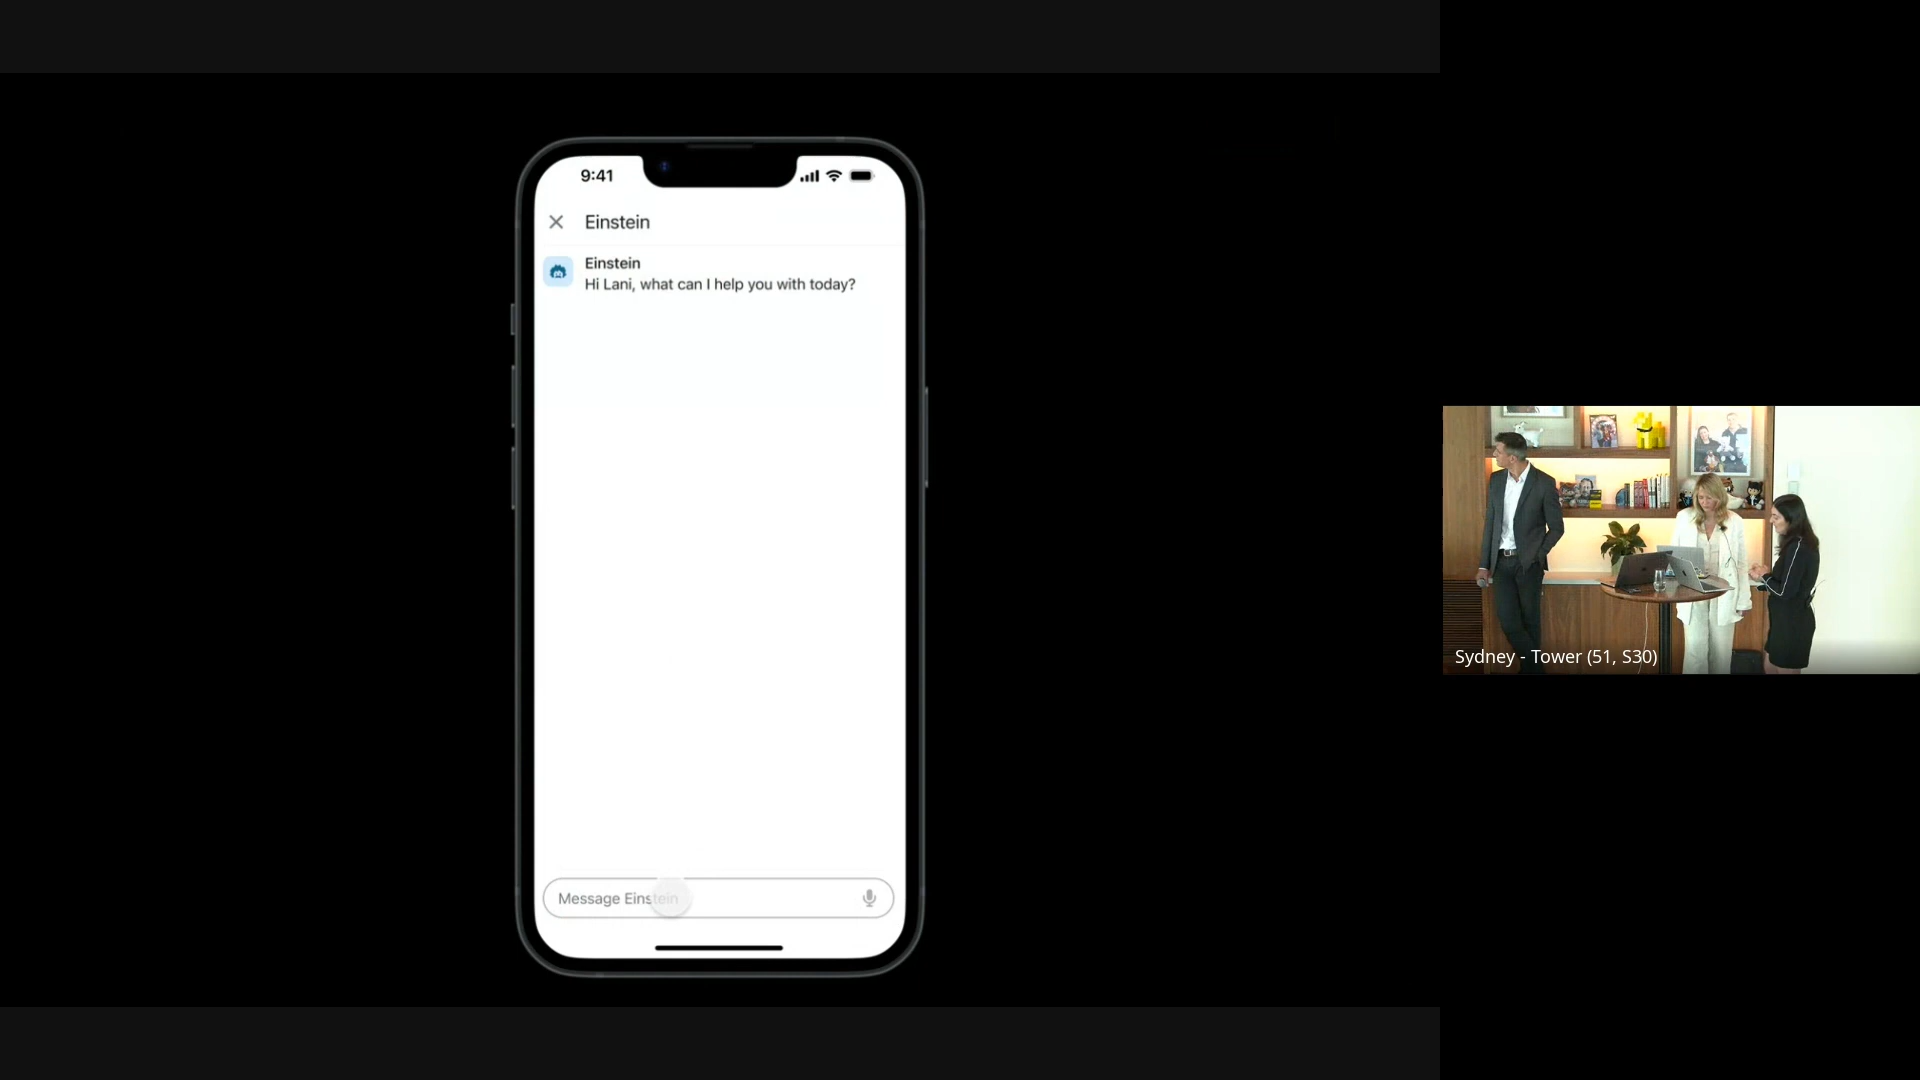 9:41
Einstein
Einstein
Hi Lani, what can I help you with today?
Message Einstein
Sydney - Tower (51, S30)